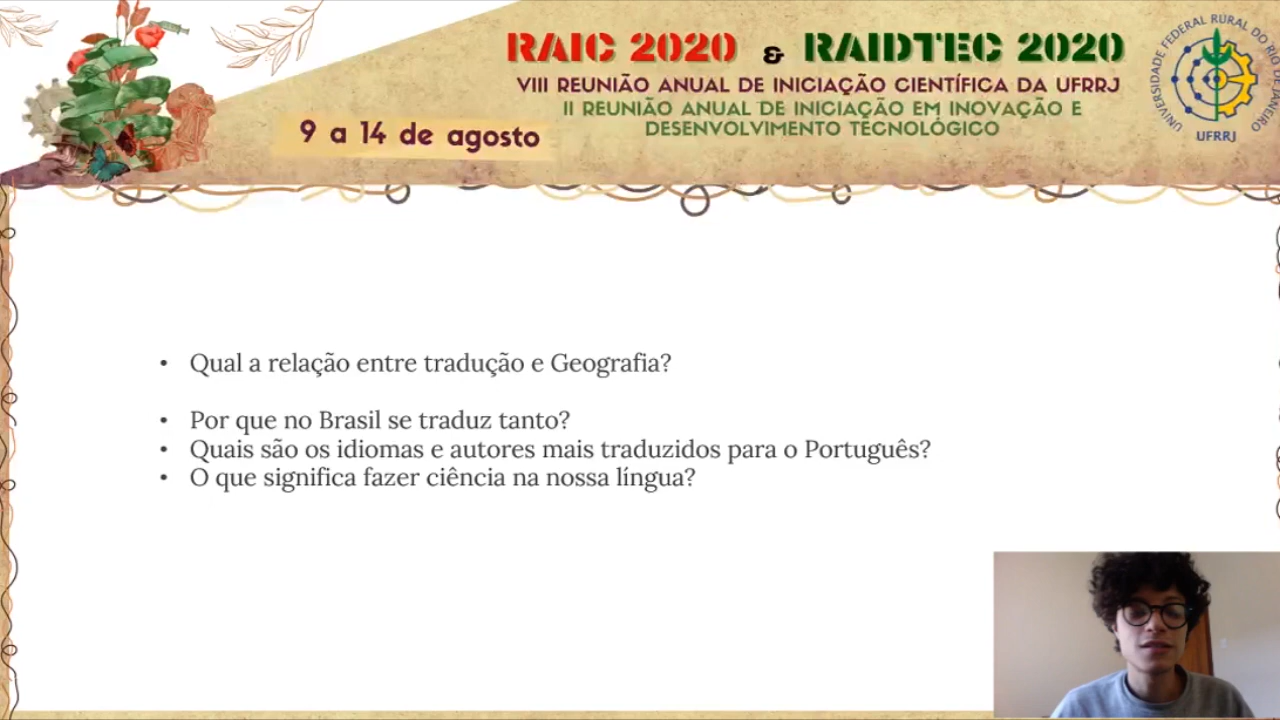 RAIC 2020 & RAIDTEC 2020
VIII REUNIÃO ANUAL DE INICIAÇÃO CIENTÍFICA DA UFRRJ
II REUNIÃO ANUAL DE INICIAÇÃO EM INOVAÇÃO E
DESENVOLVIMENTO TECNOLÓGICO
9 a 14 de agosto
UNIVERSIDADE FEDERAL RURAL DO RIO DE JANEIRO
UFRRJ
• Qual a relação entre tradução e Geografia?
• Por que no Brasil se traduz tanto?
• Quais são os idiomas e autores mais traduzidos para o Português?
• O que significa fazer ciência na nossa língua?